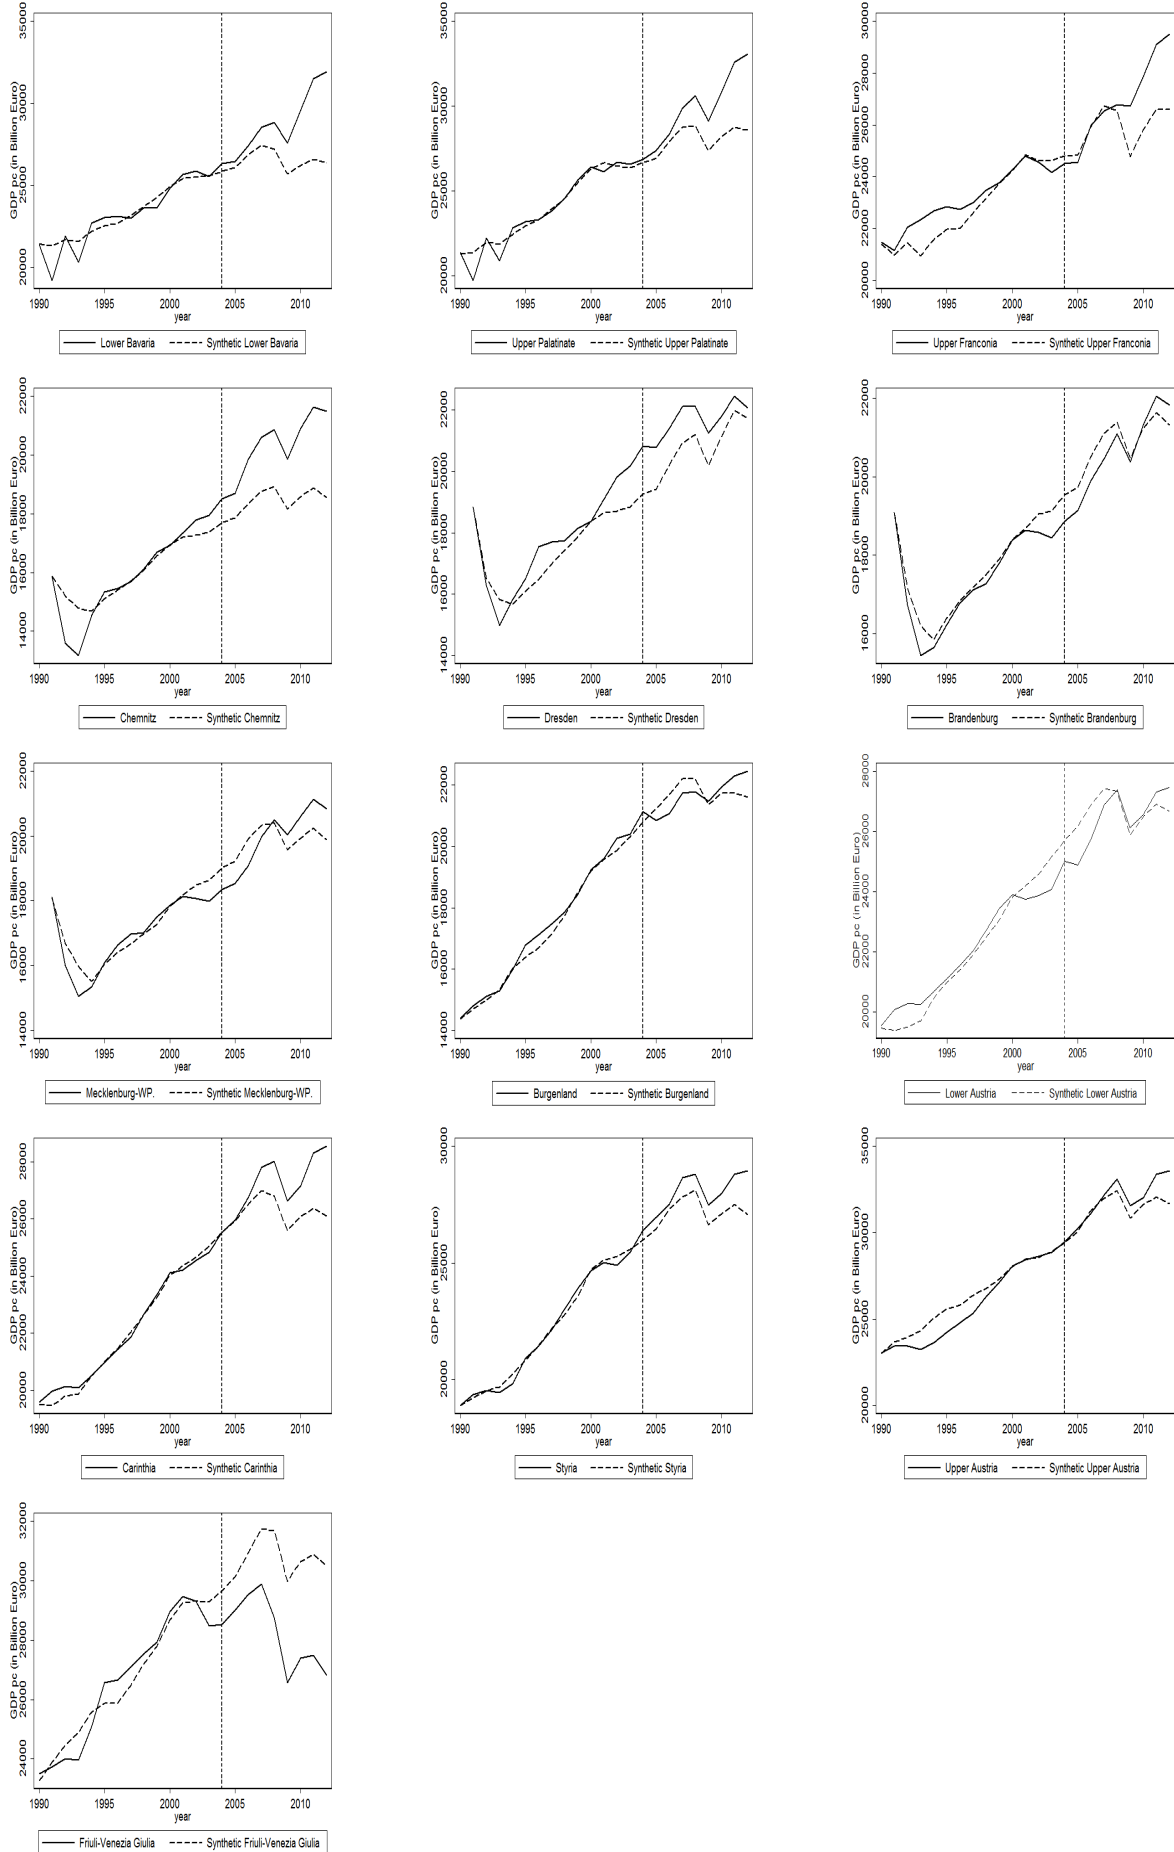 GDP pc (in Billion Euro)
35000
30000
25000
20000
1990 1995 2000 2005 2010
year
Lower Bavaria Synthetic Lower Bavaria
GDP pc (in Billion Euro)
35000
30000
25000
20000
1990 1995 2000 2005 2010
year
Upper Palatinate Synthetic Upper Palatinate
GDP pc (in Billion Euro)
30000
28000
26000
24000
22000
20000
1990 1995 2000 2005 2010
year
Upper Franconia Synthetic Upper Franconia
GDP pc (in Billion Euro)
22000
20000
18000
16000
14000
1990 1995 2000 2005 2010
year
Chemnitz Synthetic Chemnitz
GDP pc (in Billion Euro)
22000
20000
18000
16000
14000
1990 1995 2000 2005 2010
year
Dresden Synthetic Dresden
GDP pc (in Billion Euro)
22000
20000
18000
16000
1990 1995 2000 2005 2010
year
Brandenburg Synthetic Brandenburg
GDP pc (in Billion Euro)
22000
20000
18000
16000
14000
1990 1995 2000 2005 2010
year
Mecklenburg-WP. Synthetic Mecklenburg-WP.
GDP pc (in Billion Euro)
22000
20000
18000
16000
14000
1990 1995 2000 2005 2010
year
Burgenland Synthetic Burgenland
GDP pc (in Billion Euro)
28000
26000
24000
22000
20000
1990 1995 2000 2005 2010
year
Lower Austria Synthetic Lower Austria
GDP pc (in Billion Euro)
28000
26000
24000
22000
20000
1990 1995 2000 2005 2010
year
Carinthia Synthetic Carinthia
GDP pc (in Billion Euro)
30000
25000
20000
1990 1995 2000 2005 2010
year
Styria Synthetic Styria
GDP pc (in Billion Euro)
35000
30000
25000
20000
1990 1995 2000 2005 2010
year
Upper Austria Synthetic Upper Austria
GDP pc (in Billion Euro)
32000
30000
28000
26000
24000
1990 1995 2000 2005 2010
year
Friuli-Venezia Giulia Synthetic Friuli-Venezia Giulia